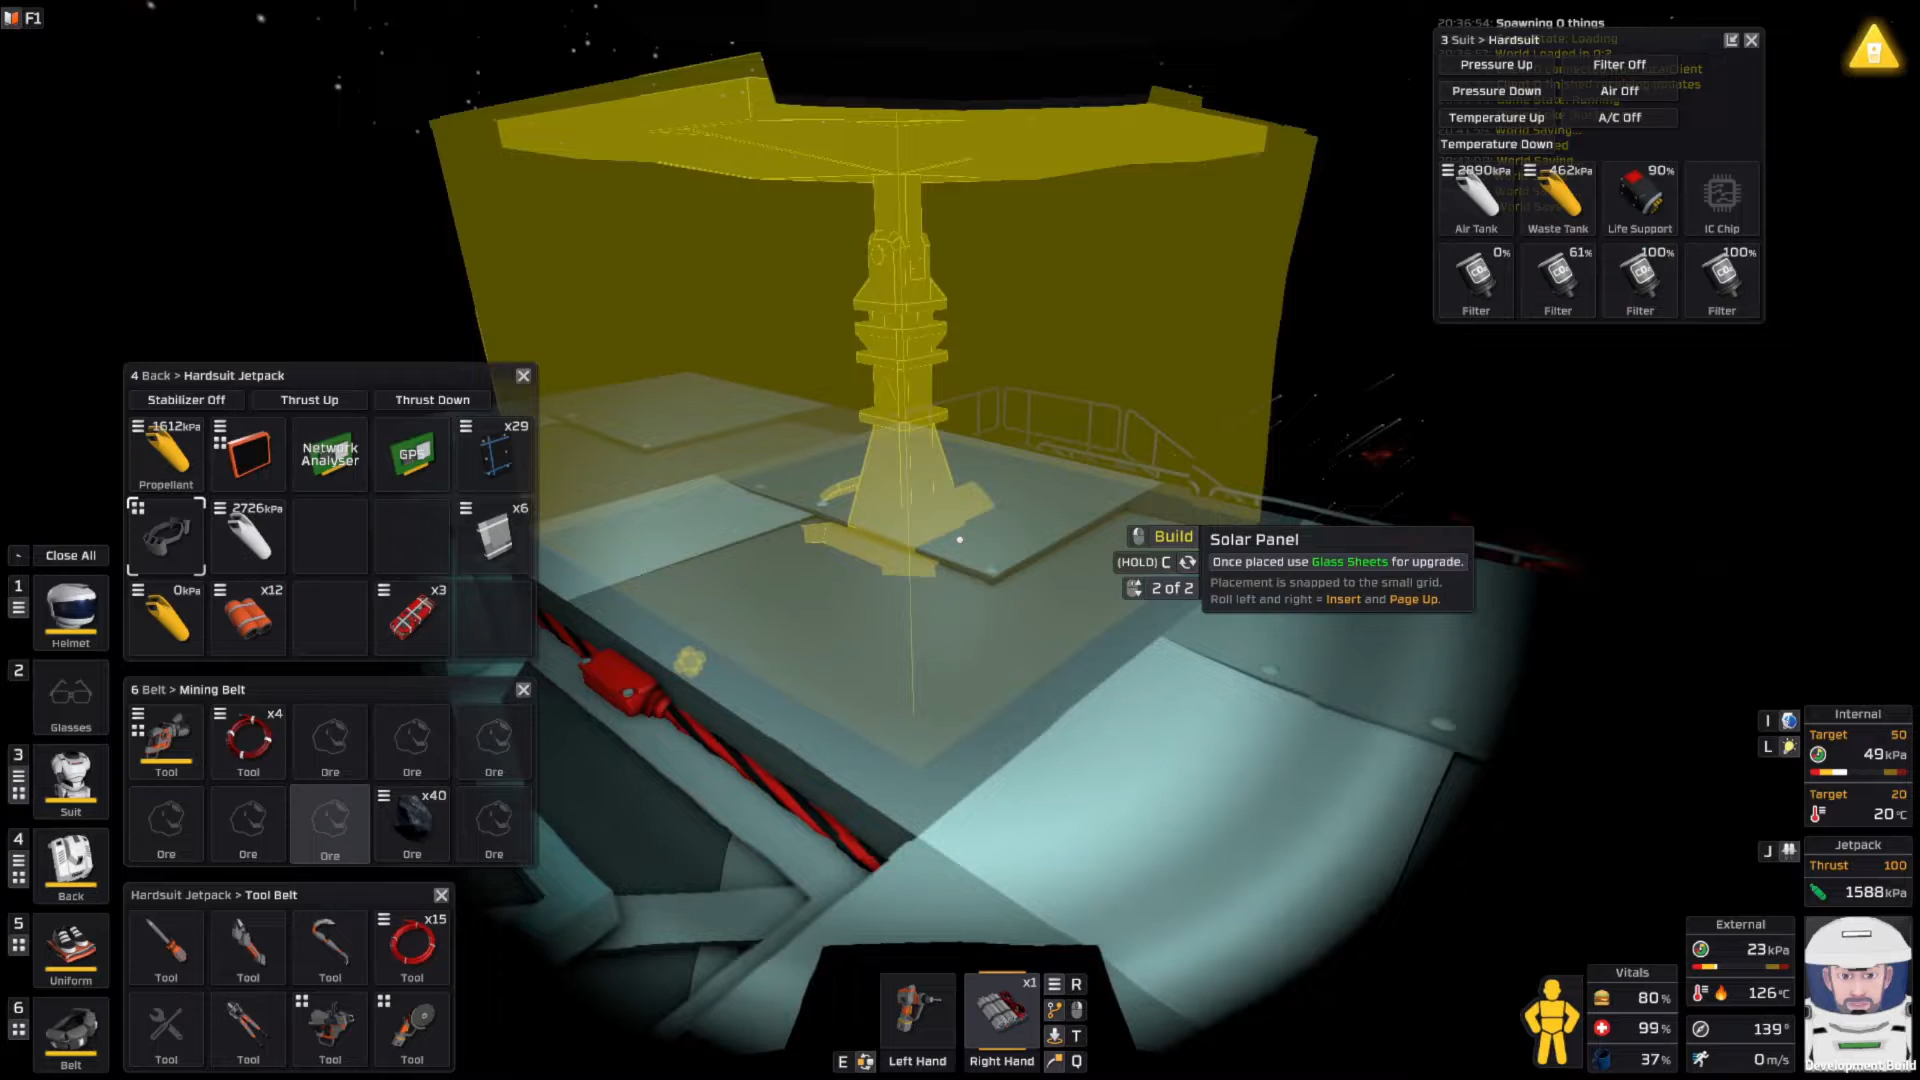 F1
20:36:54: Spawning 0 things
3 Suit > Hardsuit
Pressure Up
Filter Off
Pressure Down
Air Off
Temperature Up
A/C Off
Temperature Down
2890kPa
462kPa
90%
Air Tank
Waste Tank
Life Support
IC Chip
0%
61%
100%
100%
Filter
Filter
Filter
Filter
4 Back > Hardsuit Jetpack
Stabilizer Off
Thrust Up
Thrust Down
1612kPa
Network
Analyser
GPS
x29
Propellant
2726kPa
x6
0kPa
x12
x3
Close All
1
Helmet
2
Glasses
3
Suit
4
Back
5
Uniform
6
Belt
6 Belt > Mining Belt
x4
Tool
Tool
Ore
Ore
Ore
x40
Ore
Ore
Ore
Ore
Ore
Hardsuit Jetpack > Tool Belt
x15
Tool
Tool
Tool
Tool
Tool
Tool
Tool
Tool
Build
(HOLD) C
2 of 2
Solar Panel
Once placed use Glass Sheets for upgrade.
Placement is snapped to the small grid.
Roll left and right = Insert and Page Up.
x1
R
T
E
Left Hand
Right Hand
Q
I
L
Internal
Target 50
49kPa
Target 20
20°C
J
Jetpack
Thrust 100
1588kPa
External
23kPa
126°C
139°
0m/s
Vitals
80%
99%
37%
Development Build